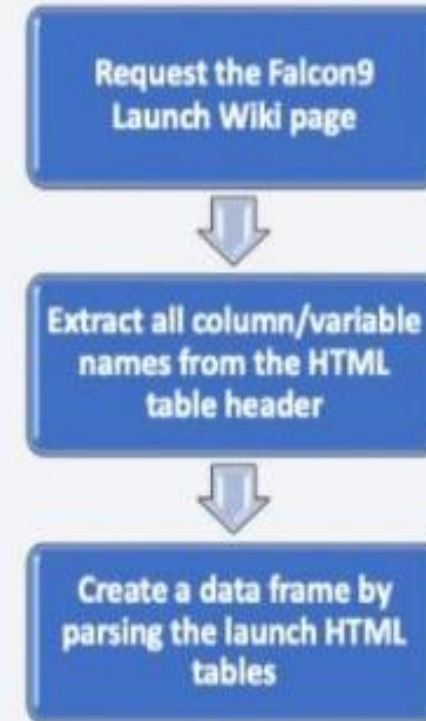 Request the Falcon9
Launch Wiki page
Extract all column/variable
names from the HTML
table header
Create a data frame by
parsing the launch HTML
tables